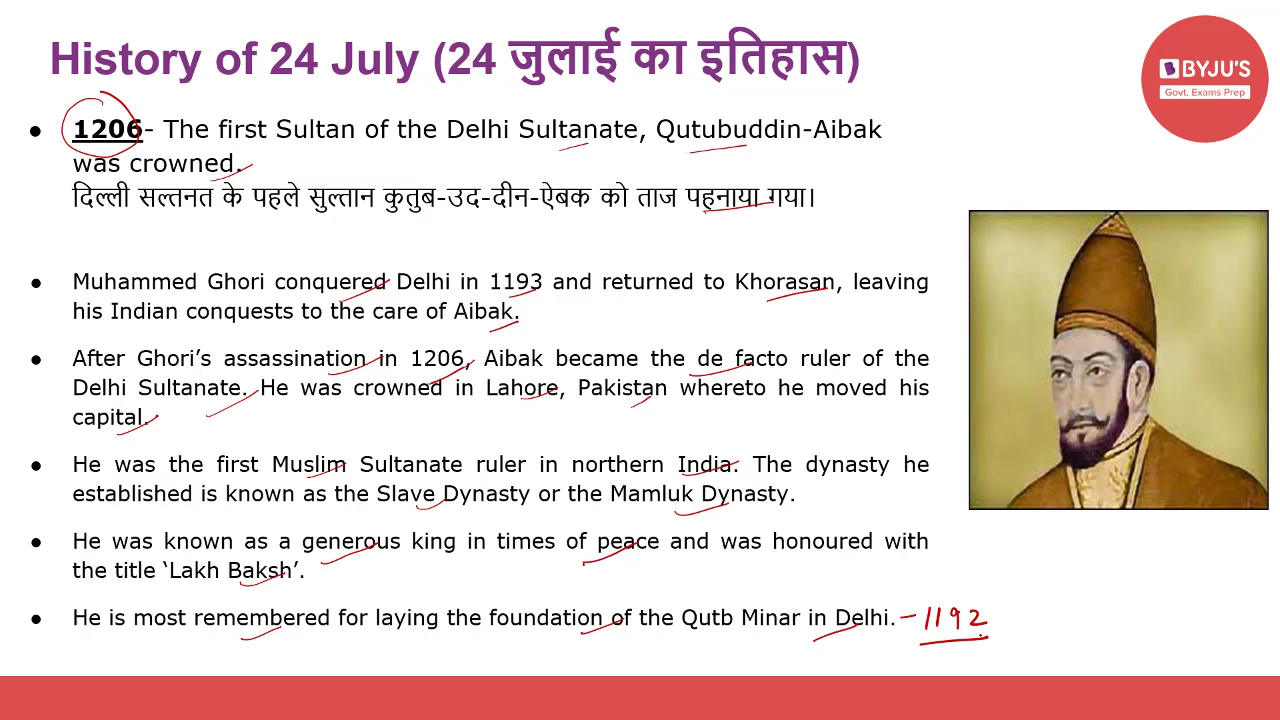 History of 24 July (24 जुलाई का इतिहास)
BYJU'S
Govt. Exams Prep
● 1206- The first Sultan of the Delhi Sultanate, Qutubuddin-Aibak
was crowned.
दिल्ली सल्तनत के पहले सुल्तान कुतुब-उद-दीन-ऐबक को ताज पहनाया गया।
● Muhammed Ghori conquered Delhi in 1193 and returned to Khorasan, leaving
his Indian conquests to the care of Aibak.
● After Ghori’s assassination in 1206, Aibak became the de facto ruler of the
Delhi Sultanate. He was crowned in Lahore, Pakistan whereto he moved his
capital.
● He was the first Muslim Sultanate ruler in northern India. The dynasty he
established is known as the Slave Dynasty or the Mamluk Dynasty.
● He was known as a generous king in times of peace and was honoured with
the title ‘Lakh Baksh’.
● He is most remembered for laying the foundation of the Qutb Minar in Delhi. - 1192